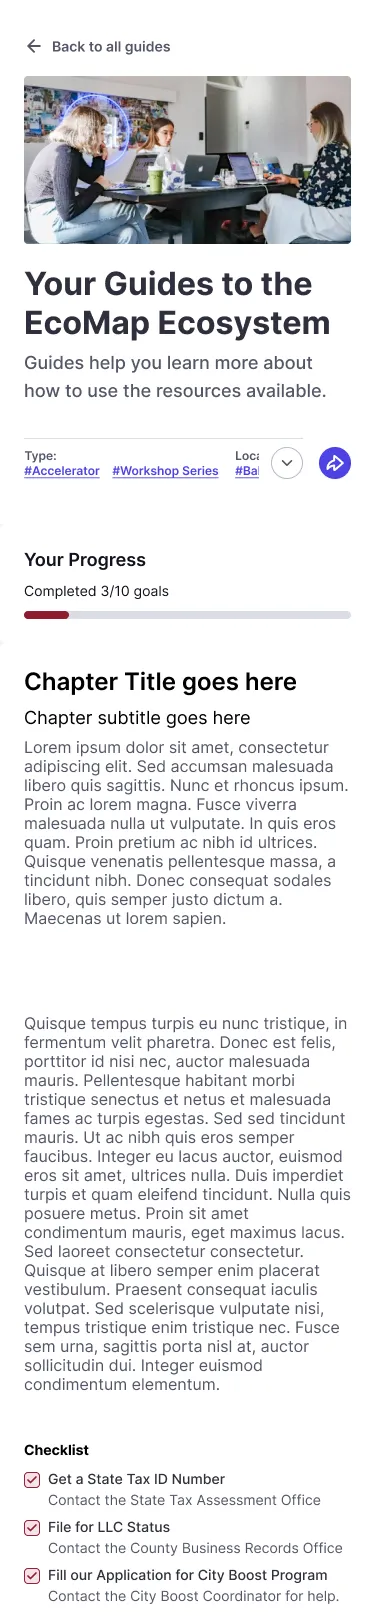 Back to all guides
Your Guides to the
EcoMap Ecosystem
Guides help you learn more about
how to use the resources available.
Type:
#Accelerator #Workshop Series
Loca
#Bal
Your Progress
Completed 3/10 goals
Chapter Title goes here
Chapter subtitle goes here
Lorem ipsum dolor sit amet, consectetur
adipiscing elit. Sed accumsan malesuada
libero quis sagittis. Nunc et rhoncus ipsum.
Proin ac lorem magna. Fusce viverra
malesuada nulla ut vulputate. In quis eros
quam. Proin pretium ac nibh id ultrices.
Quisque venenatis pellentesque massa, a
tincidunt nibh. Donec consequat sodales
libero, quis semper justo dictum a.
Maecenas ut lorem sapien.
Quisque tempus turpis eu nunc tristique, in
fermentum velit pharetra. Donec est felis,
porttitor id nisi nec, auctor malesuada
mauris. Pellentesque habitant morbi
tristique senectus et netus et malesuada
fames ac turpis egestas. Sed sed tincidunt
mauris. Ut ac nibh quis eros semper
faucibus. Integer eu lacus auctor, euismod
eros sit amet, ultrices nulla. Duis imperdiet
turpis et quam eleifend tincidunt. Nulla quis
posuere metus. Proin sit amet
condimentum mauris, eget maximus lacus.
Sed laoreet consectetur consectetur.
Quisque at libero semper enim placerat
vestibulum. Praesent consequat iaculis
volutpat. Sed scelerisque vulputate nisi,
tempus tristique enim tristique nec. Fusce
sem urna, sagittis porta nisl at, auctor
sollicitudin dui. Integer euismod
condimentum elementum.
Checklist
Get a State Tax ID Number
Contact the State Tax Assessment Office
File for LLC Status
Contact the County Business Records Office
Fill our Application for City Boost Program
Contact the City Boost Coordinator for help.